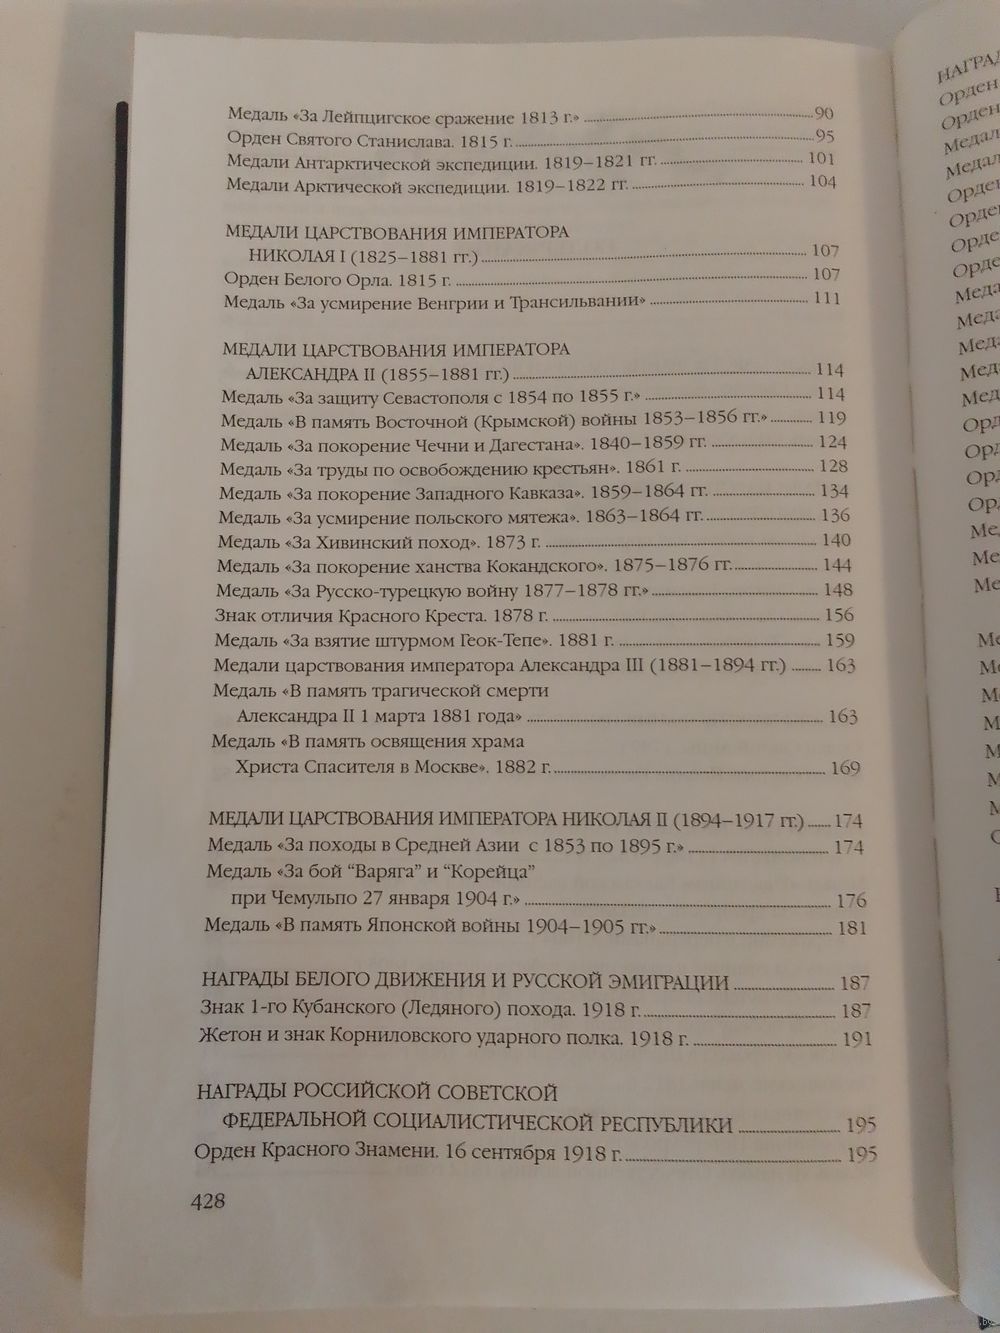 Медаль «За Лейпцигское сражение 1813 г.» ........ 90
Орден Святого Станислава. 1815 г. ........ 95
Медали Антарктической экспедиции. 1819–1821 гг. ........ 101
Медали Арктической экспедиции. 1819–1822 гг. ........ 104
МЕДАЛИ ЦАРСТВОВАНИЯ ИМПЕРАТОРА
НИКОЛАЯ I (1825–1881 гг.) ........ 107
Орден Белого Орла. 1815 г. ........ 107
Медаль «За усмирение Венгрии и Трансильвании» ........ 111
МЕДАЛИ ЦАРСТВОВАНИЯ ИМПЕРАТОРА
АЛЕКСАНДРА II (1855–1881 гг.) ........ 114
Медаль «За защиту Севастополя с 1854 по 1855 г.» ........ 114
Медаль «В память Восточной (Крымской) войны 1853–1856 гг.» ........ 119
Медаль «За покорение Чечни и Дагестана». 1840–1859 гг. ........ 124
Медаль «За труды по освобождению крестьян». 1861 г. ........ 128
Медаль «За покорение Западного Кавказа». 1859–1864 гг. ........ 134
Медаль «За усмирение польского мятежа». 1863–1864 гг. ........ 136
Медаль «За Хивинский поход». 1873 г. ........ 140
Медаль «За покорение ханства Кокандского». 1875–1876 гг. ........ 144
Медаль «За Русско-турецкую войну 1877–1878 гг.» ........ 148
Знак отличия Красного Креста. 1878 г. ........ 156
Медаль «За взятие штурмом Геок-Тепе». 1881 г. ........ 159
Медали царствования императора Александра III (1881–1894 гг.) ........ 163
Медаль «В память трагической смерти
Александра II 1 марта 1881 года» ........ 163
Медаль «В память освящения храма
Христа Спасителя в Москве». 1882 г. ........ 169
МЕДАЛИ ЦАРСТВОВАНИЯ ИМПЕРАТОРА НИКОЛАЯ II (1894–1917 гг.) ...... 174
Медаль «За походы в Средней Азии с 1853 по 1895 г.» ........ 174
Медаль «За бой “Варяга” и “Корейца”
при Чемульпо 27 января 1904 г.» ........ 176
Медаль «В память Японской войны 1904–1905 гг.» ........ 181
НАГРАДЫ БЕЛОГО ДВИЖЕНИЯ И РУССКОЙ ЭМИГРАЦИИ ........ 187
Знак 1-го Кубанского (Ледяного) похода. 1918 г. ........ 187
Жетон и знак Корниловского ударного полка. 1918 г. ........ 191
НАГРАДЫ РОССИЙСКОЙ СОВЕТСКОЙ
ФЕДЕРАЛЬНОЙ СОЦИАЛИСТИЧЕСКОЙ РЕСПУБЛИКИ ........ 195
Орден Красного Знамени. 16 сентября 1918 г. ........ 195
428
Орден
Орден